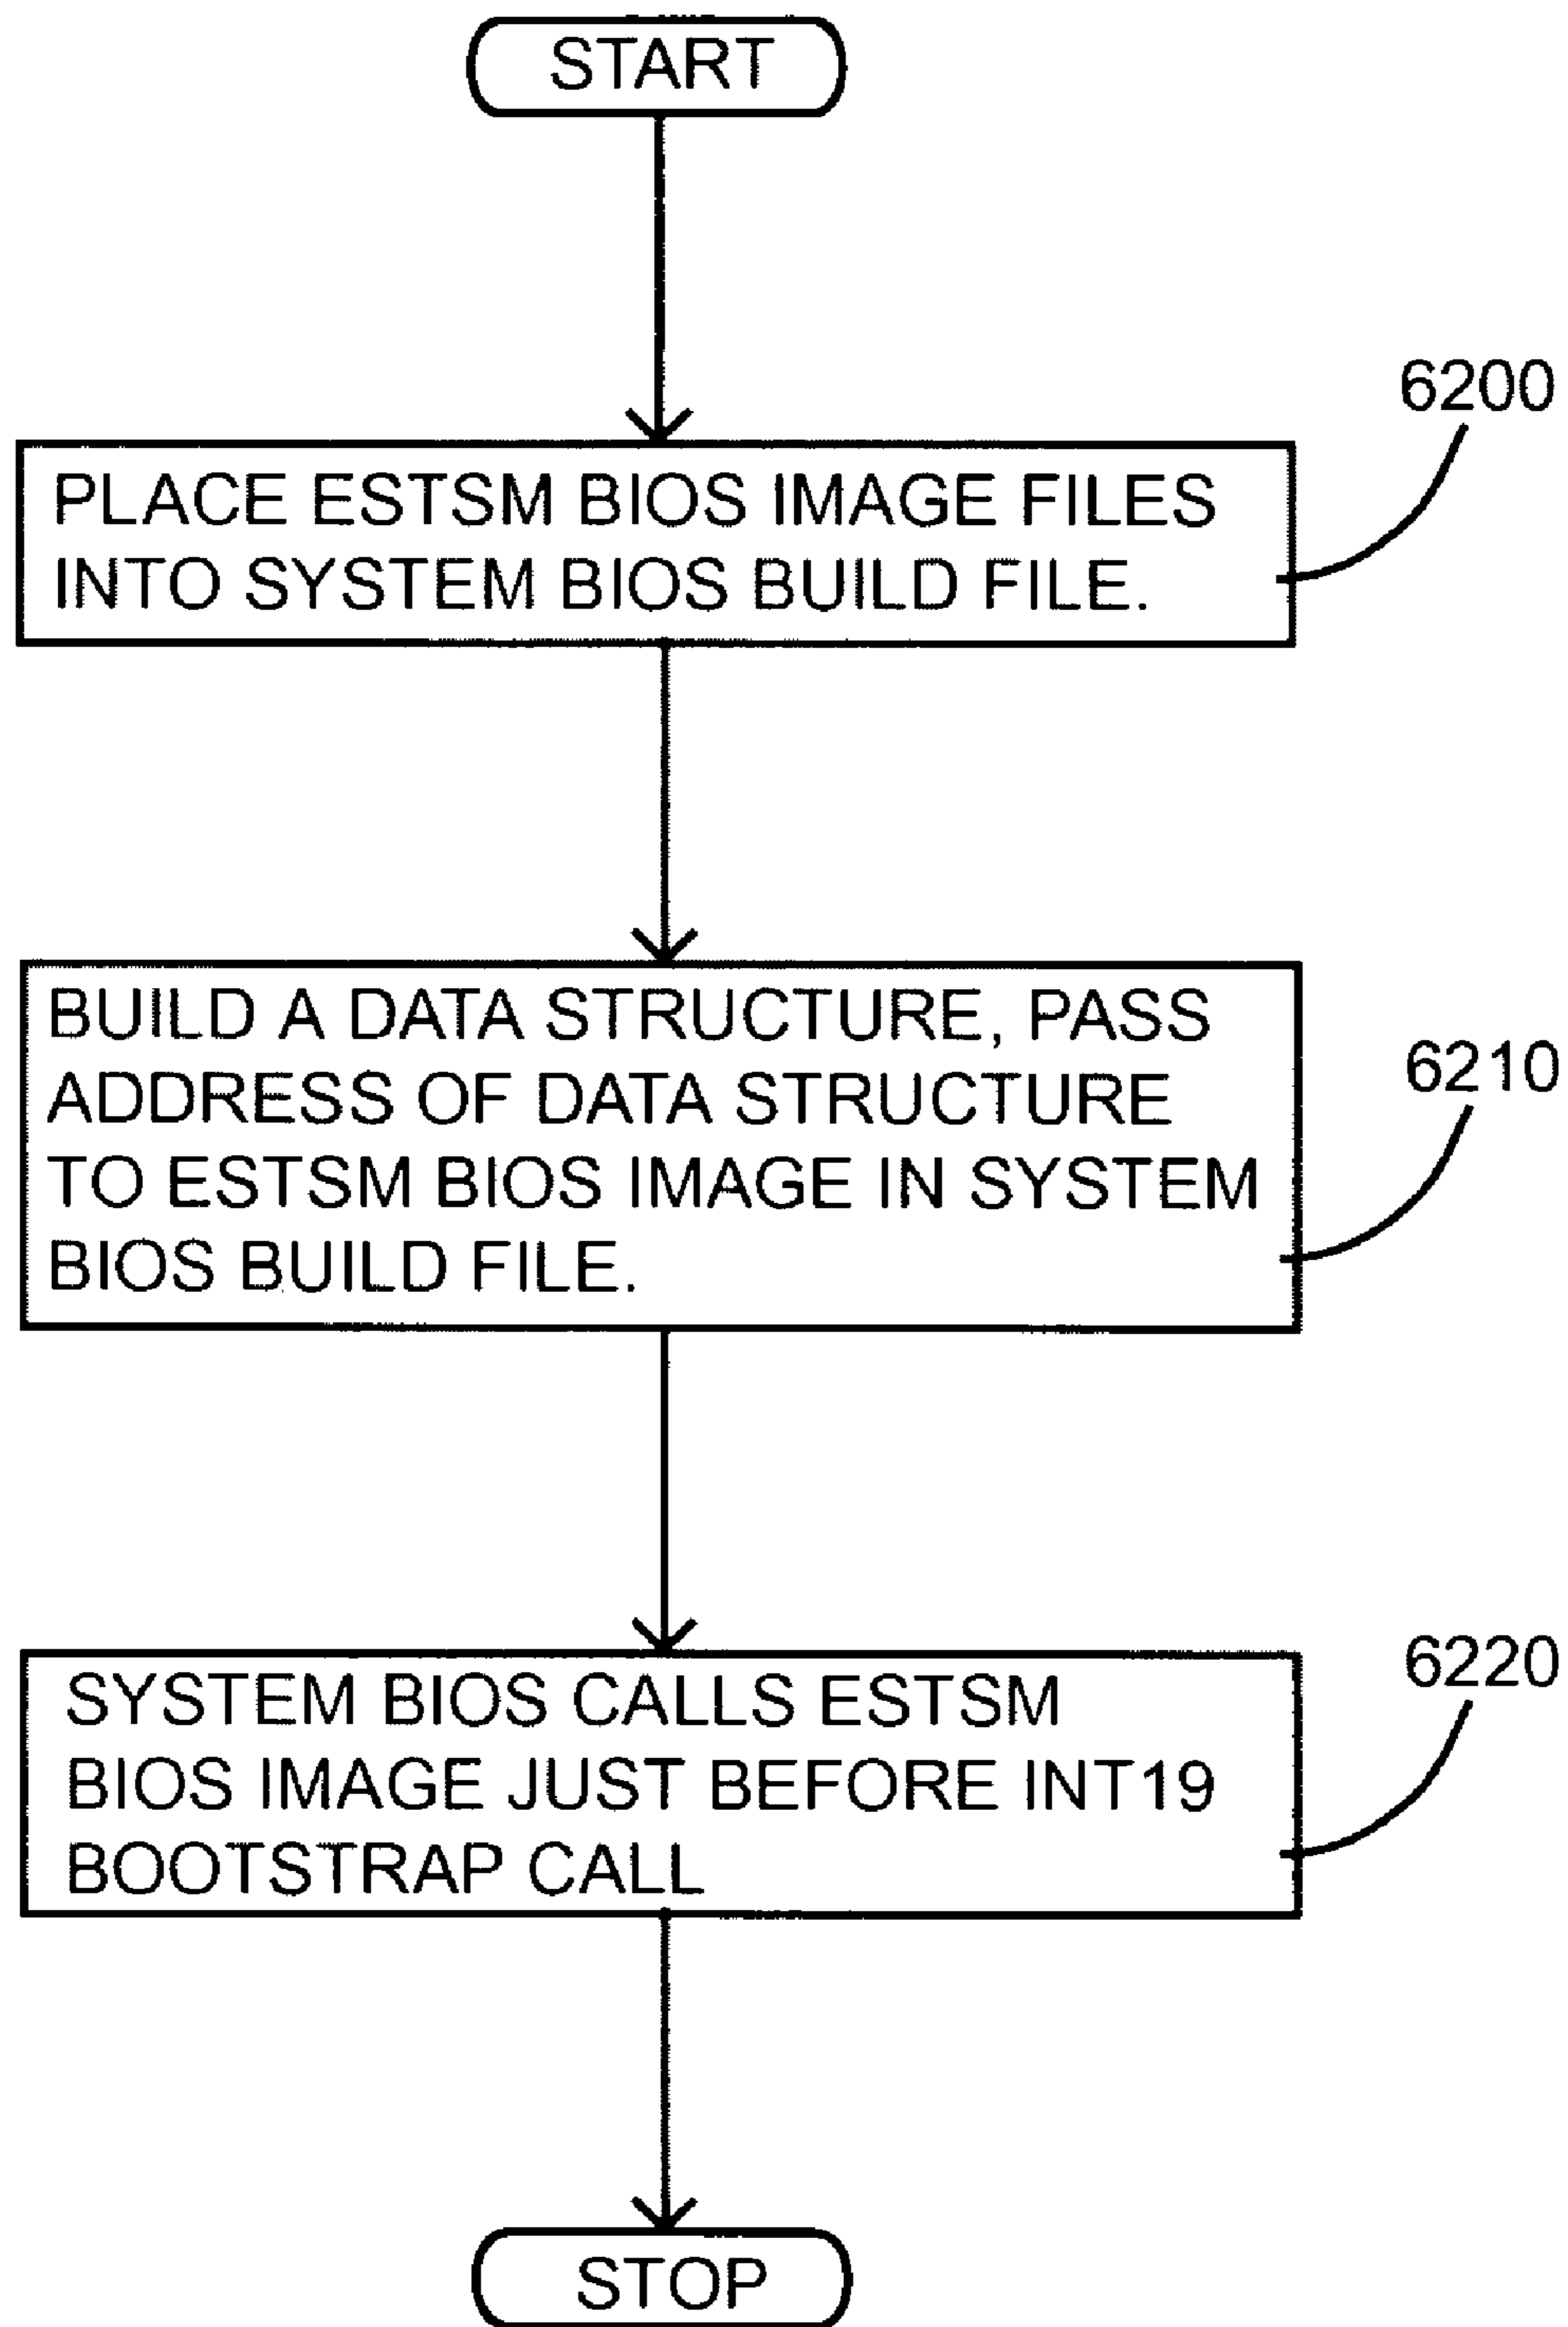 START
6200
PLACE ESTSM BIOS IMAGE FILES
INTO SYSTEM BIOS BUILD FILE.
BUILD A DATA STRUCTURE, PASS
6210
ADDRESS OF DATA STRUCTURE
TO ESTSM BIOS IMAGE IN SYSTEM
BIOS BUILD FILE.
6220
SYSTEM BIOS CALLS ESTSM
BIOS IMAGE JUST BEFORE INT19
BOOTSTRAP CALL
STOP